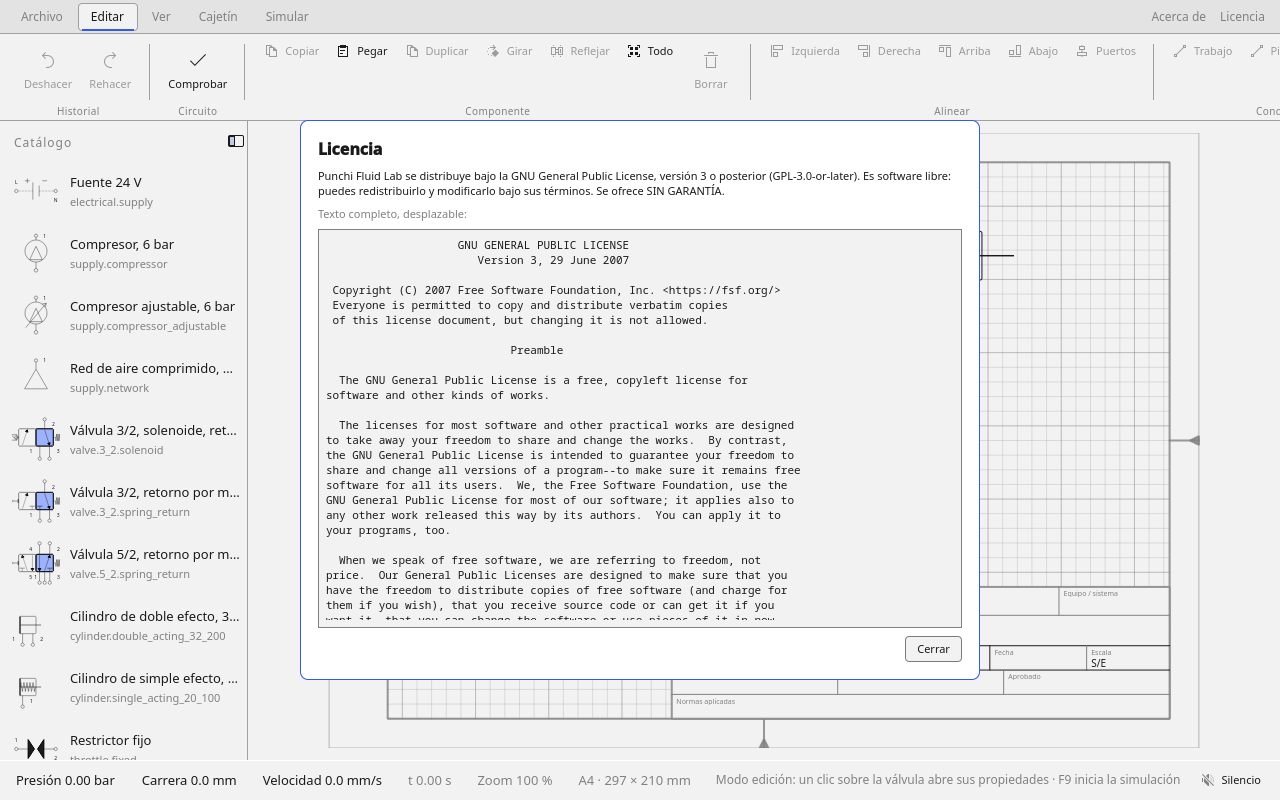 Archivo Editar Ver Cajetín Simular Acerca de Licencia
Copiar Pegar Duplicar Girar Reflejar Todo Izquierda Derecha Arriba Abajo Puertos Trabajo
Deshacer Rehacer Comprobar Borrar
Historial Circuito Componente Alinear
Catálogo
Fuente 24 V
electrical.supply
Compresor, 6 bar
supply.compressor
Compresor ajustable, 6 bar
supply.compressor_adjustable
Red de aire comprimido, ...
supply.network
Válvula 3/2, solenoide, ret...
valve.3_2.solenoid
Válvula 3/2, retorno por m...
valve.3_2.spring_return
Válvula 5/2, retorno por m...
valve.5_2.spring_return
Cilindro de doble efecto, 3...
cylinder.double_acting_32_200
Cilindro de simple efecto, ...
cylinder.single_acting_20_100
Restrictor fijo
Licencia
Punchi Fluid Lab se distribuye bajo la GNU General Public License, versión 3 o posterior (GPL-3.0-or-later). Es software libre:
puedes redistribuirlo y modificarlo bajo sus términos. Se ofrece SIN GARANTÍA.
Texto completo, desplazable:
GNU GENERAL PUBLIC LICENSE
Version 3, 29 June 2007
Copyright (C) 2007 Free Software Foundation, Inc. <https://fsf.org/>
Everyone is permitted to copy and distribute verbatim copies
of this license document, but changing it is not allowed.
Preamble
The GNU General Public License is a free, copyleft license for
software and other kinds of works.
The licenses for most software and other practical works are designed
to take away your freedom to share and change the works.  By contrast,
the GNU General Public License is intended to guarantee your freedom to
share and change all versions of a program--to make sure it remains free
software for all its users.  We, the Free Software Foundation, use the
GNU General Public License for most of our software; it applies also to
any other work released this way by its authors.  You can apply it to
your programs, too.
When we speak of free software, we are referring to freedom, not
price.  Our General Public Licenses are designed to make sure that you
have the freedom to distribute copies of free software (and charge for
them if you wish), that you receive source code or can get it if you
Cerrar
Equipo / sistema
Fecha Escala
S/E
Aprobado
Normas aplicadas
Presión 0.00 bar Carrera 0.0 mm Velocidad 0.0 mm/s t 0.00 s Zoom 100 % A4 · 297 × 210 mm Modo edición: un clic sobre la válvula abre sus propiedades · F9 inicia la simulación Silencio